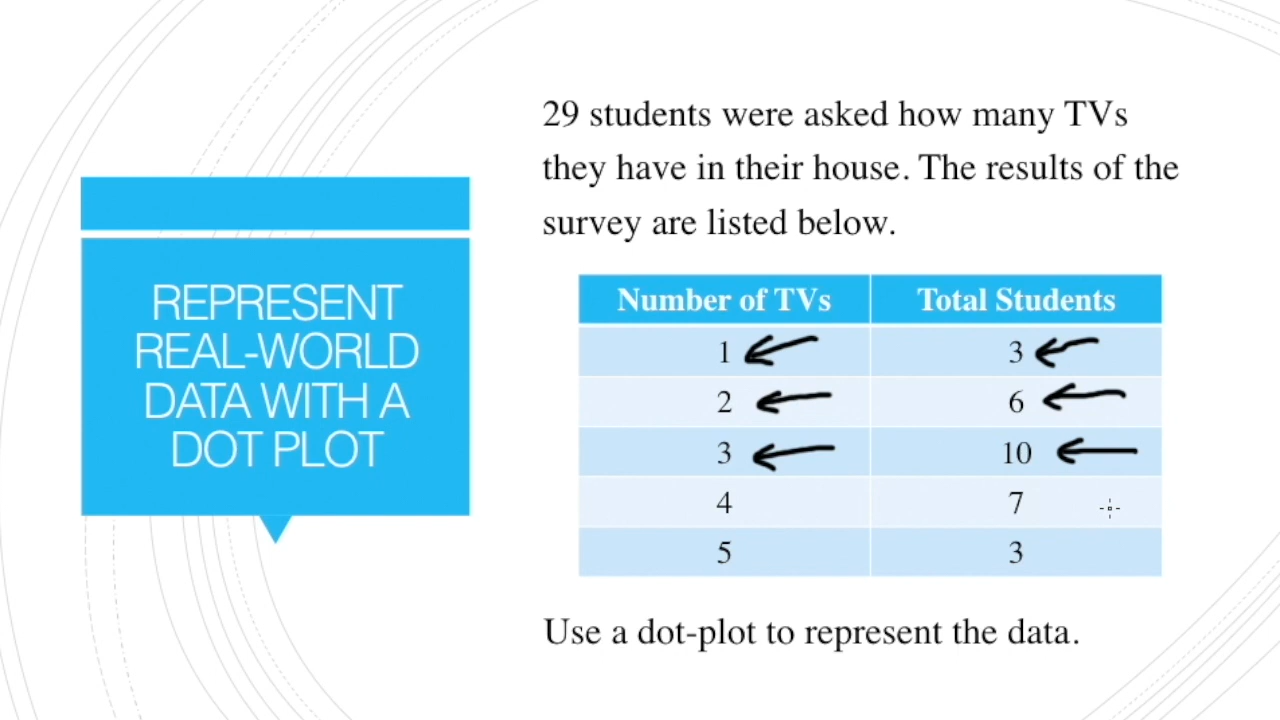 REPRESENT
REAL-WORLD
DATA WITH A
DOT PLOT
29 students were asked how many TVs
they have in their house. The results of the
survey are listed below.
Number of TVs Total Students
1 3
2 6
3 10
4 7
5 3
Use a dot-plot to represent the data.